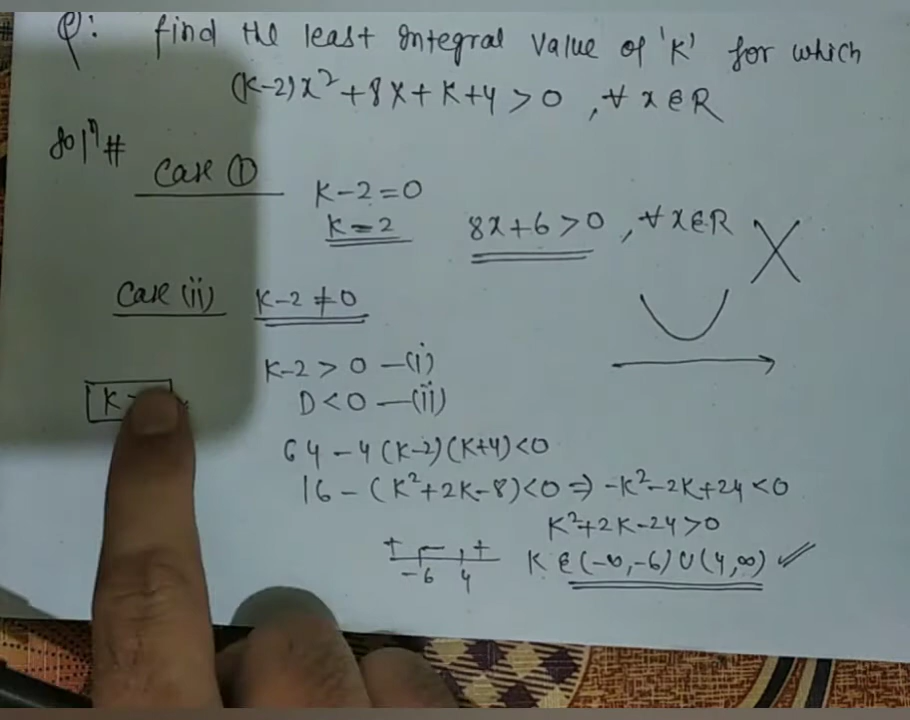 Q: find the least integral value of 'K' for which
(K-2)x²+8x+K+4>0 ,∀ x∈R
Solⁿ#
Case ①
K-2=0
K=2 8x+6>0 ,∀x∈R
Case (ii) K-2≠0
K-2>0 —(i)
D<0 —(ii)
64-4(K-2)(K+4)<0
16-(K²+2K-8)<0 ⇒ -K²-2K+24<0
K²+2K-24>0
+ - +
-6 4 K∈(-∞,-6)∪(4,∞) ✓